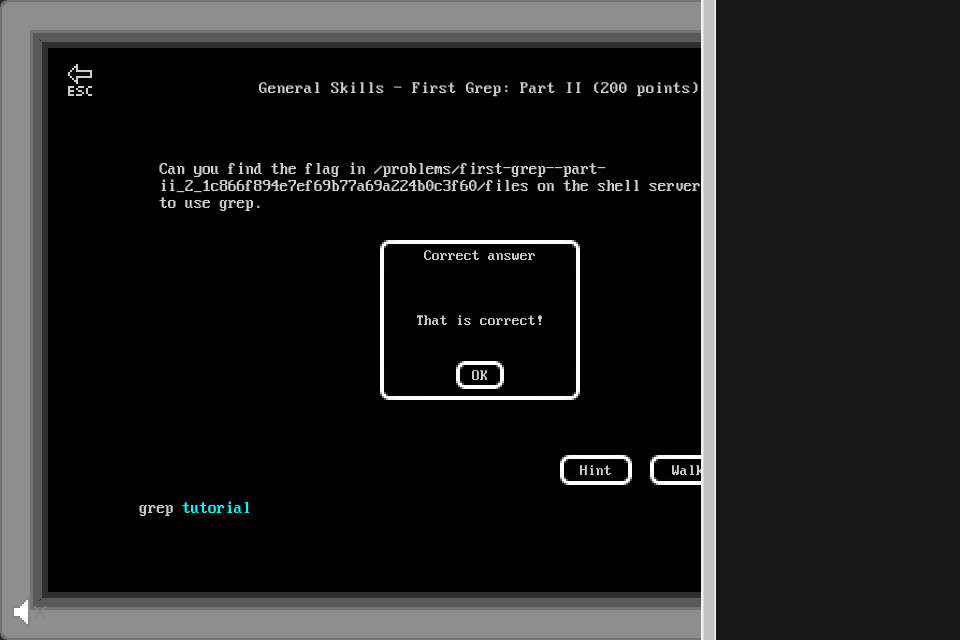 ESC
General Skills - First Grep: Part II (200 points)
Can you find the flag in /problems/first-grep--part-
ii_2_1c866f894e7ef69b77a69a224b0c3f60/files on the shell server
to use grep.
Correct answer
That is correct!
OK
Hint
Walk
grep tutorial